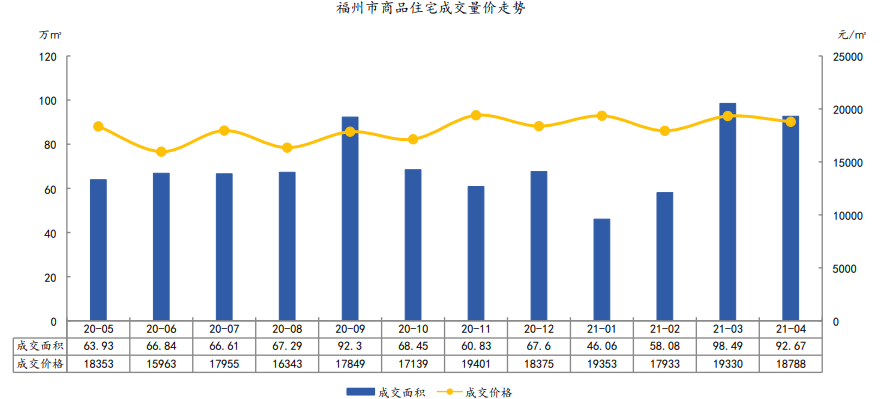 福州市商品住宅成交量价走势
万㎡ 元/㎡
120 25000
100 20000
80 15000
60 10000
40 5000
20 0
0
20-05 20-06 20-07 20-08 20-09 20-10 20-11 20-12 21-01 21-02 21-03 21-04
成交面积 63.93 66.84 66.61 67.29 92.3 68.45 60.83 67.6 46.06 58.08 98.49 92.67
成交价格 18353 15963 17955 16343 17849 17139 19401 18375 19353 17933 19330 18788
成交面积 成交价格